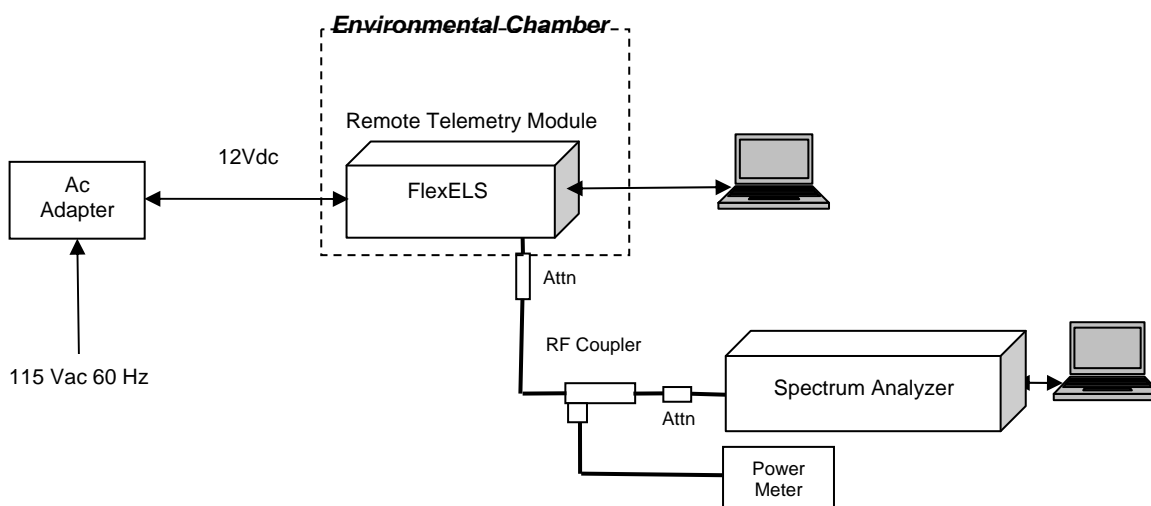 Environmental Chamber
Remote Telemetry Module
12Vdc
FlexELS
Ac
Adapter
Attn
RF Coupler
115 Vac 60 Hz
Spectrum Analyzer
Attn
Power
Meter